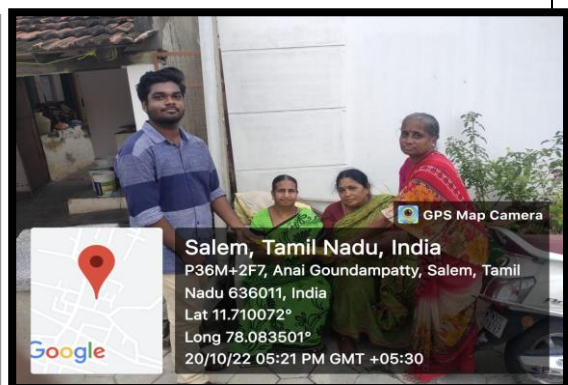 GPS Map Camera
Salem, Tamil Nadu, India
P36M+2F7, Anai Goundampatty, Salem, Tamil
Nadu 636011, India
Lat 11.710072°
Long 78.083501°
20/10/22 05:21 PM GMT +05:30
Google